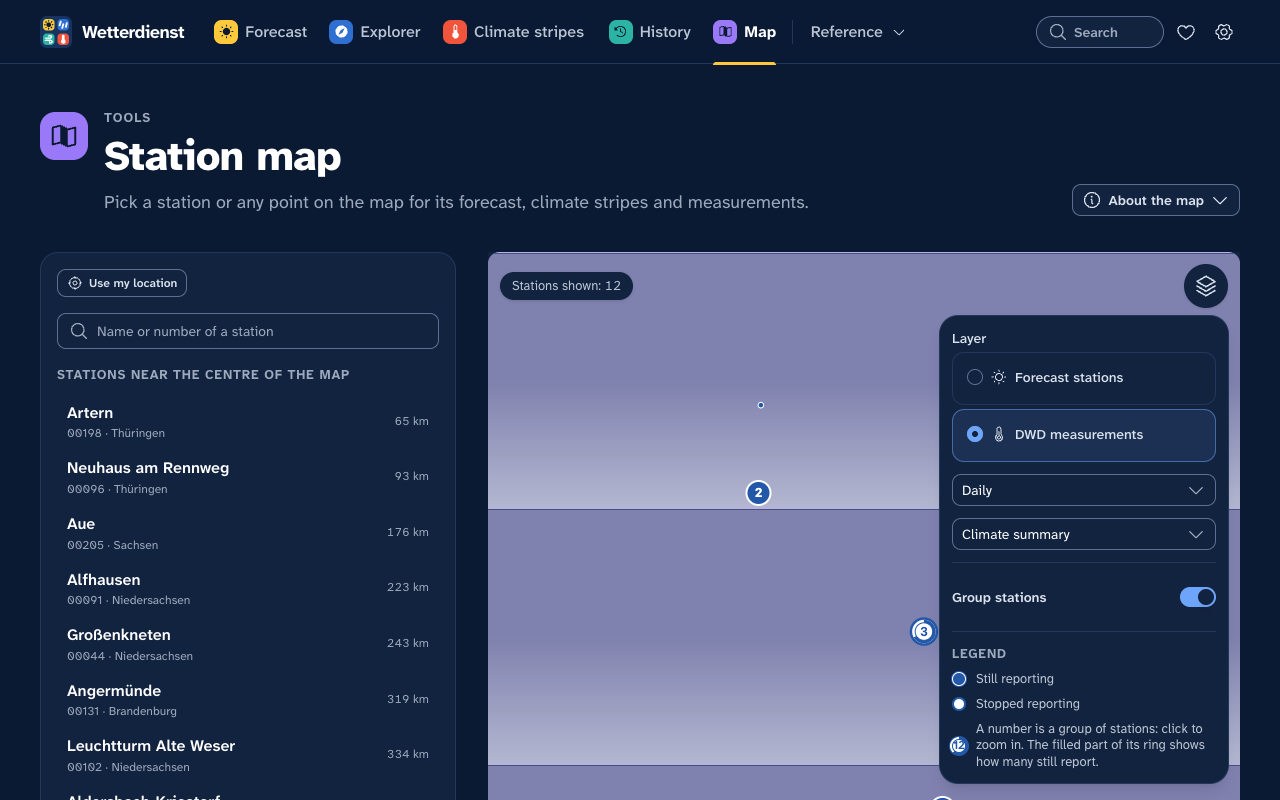 Wetterdienst
Forecast
Explorer
Climate stripes
History
Map
Reference
Search
TOOLS
Station map
Pick a station or any point on the map for its forecast, climate stripes and measurements.
About the map
Use my location
Name or number of a station
STATIONS NEAR THE CENTRE OF THE MAP
Artern
00198 · Thüringen
65 km
Neuhaus am Rennweg
00096 · Thüringen
93 km
Aue
00205 · Sachsen
176 km
Alfhausen
00091 · Niedersachsen
223 km
Großenkneten
00044 · Niedersachsen
243 km
Angermünde
00131 · Brandenburg
319 km
Leuchtturm Alte Weser
00102 · Niedersachsen
334 km
Stations shown: 12
2
3
Layer
Forecast stations
DWD measurements
Daily
Climate summary
Group stations
LEGEND
Still reporting
Stopped reporting
12
A number is a group of stations: click to
zoom in. The filled part of its ring shows
how many still report.